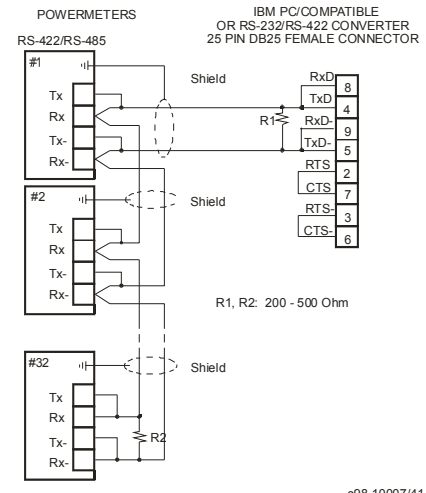 POWERMETERS
IBM PC/COMPATIBLE
OR RS-232/RS-422 CONVERTER
25 PIN DB25 FEMALE CONNECTOR
RS-422/RS-485
#1
Tx
Rx
Tx-
Rx-
Shield
R1
RxD 8
TxD 4
RxD- 9
TxD- 5
RTS 2
CTS 7
RTS- 3
CTS- 6
#2
Tx
Rx
Tx-
Rx-
Shield
R1, R2: 200 - 500 Ohm
#32
Tx
Rx
Tx-
Rx-
Shield
R2
c98-10007/41